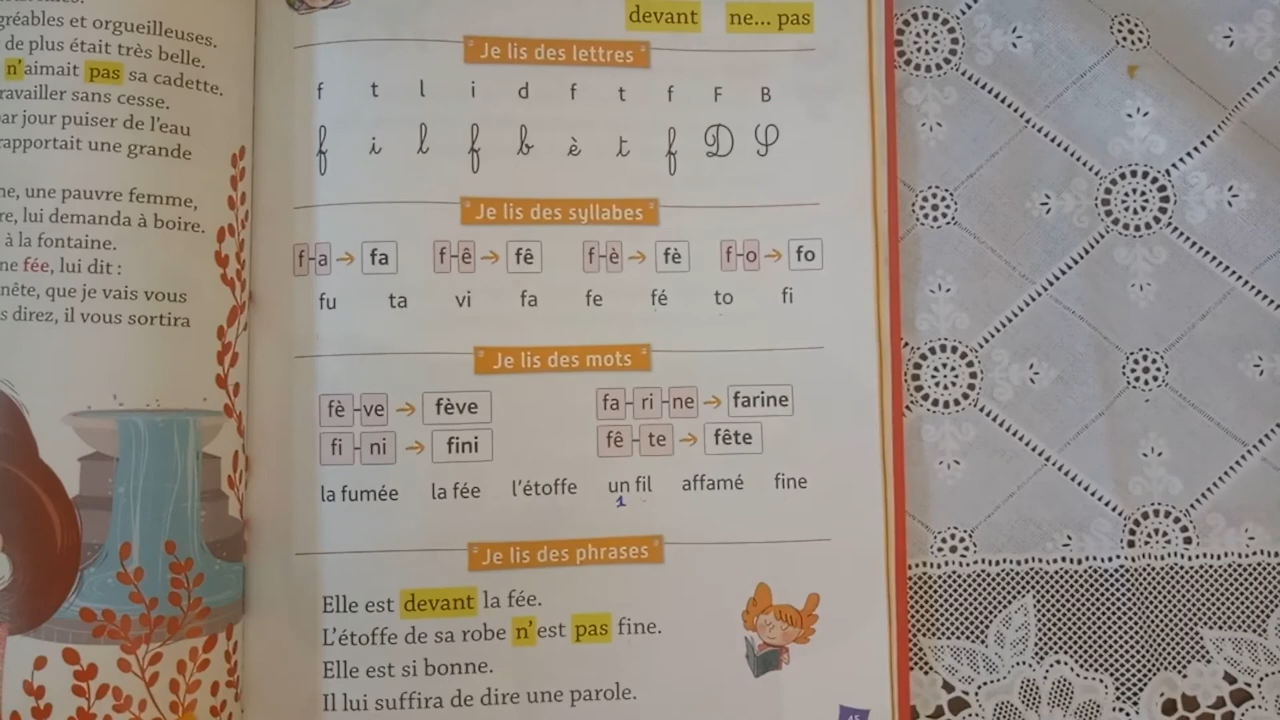 gréables et orgueilleuses.
de plus était très belle.
n'aimait pas sa cadette.
travailler sans cesse.
par jour puiser de l'eau
rapportait une grande
une pauvre femme,
lui demanda à boire.
à la fontaine.
fée, lui dit :
que je vais vous
direz, il vous sortira
devant ne... pas
Je lis des lettres
f t l i d f t f F B
f i l f b è t f D S
Je lis des syllabes
f-a → fa f-ê → fê f-è → fè f-o → fo
fu ta vi fa fe fé to fi
Je lis des mots
fè-ve → fève fa-ri-ne → farine
fi-ni → fini fê-te → fête
la fumée la fée l'étoffe un fil affamé fine
1
Je lis des phrases
Elle est devant la fée.
L'étoffe de sa robe n'est pas fine.
Elle est si bonne.
Il lui suffira de dire une parole.